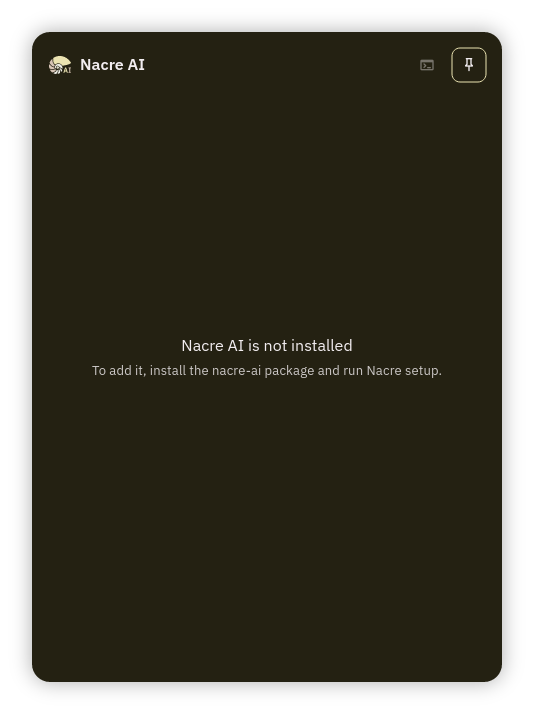 AI
Nacre AI
Nacre AI is not installed
To add it, install the nacre-ai package and run Nacre setup.